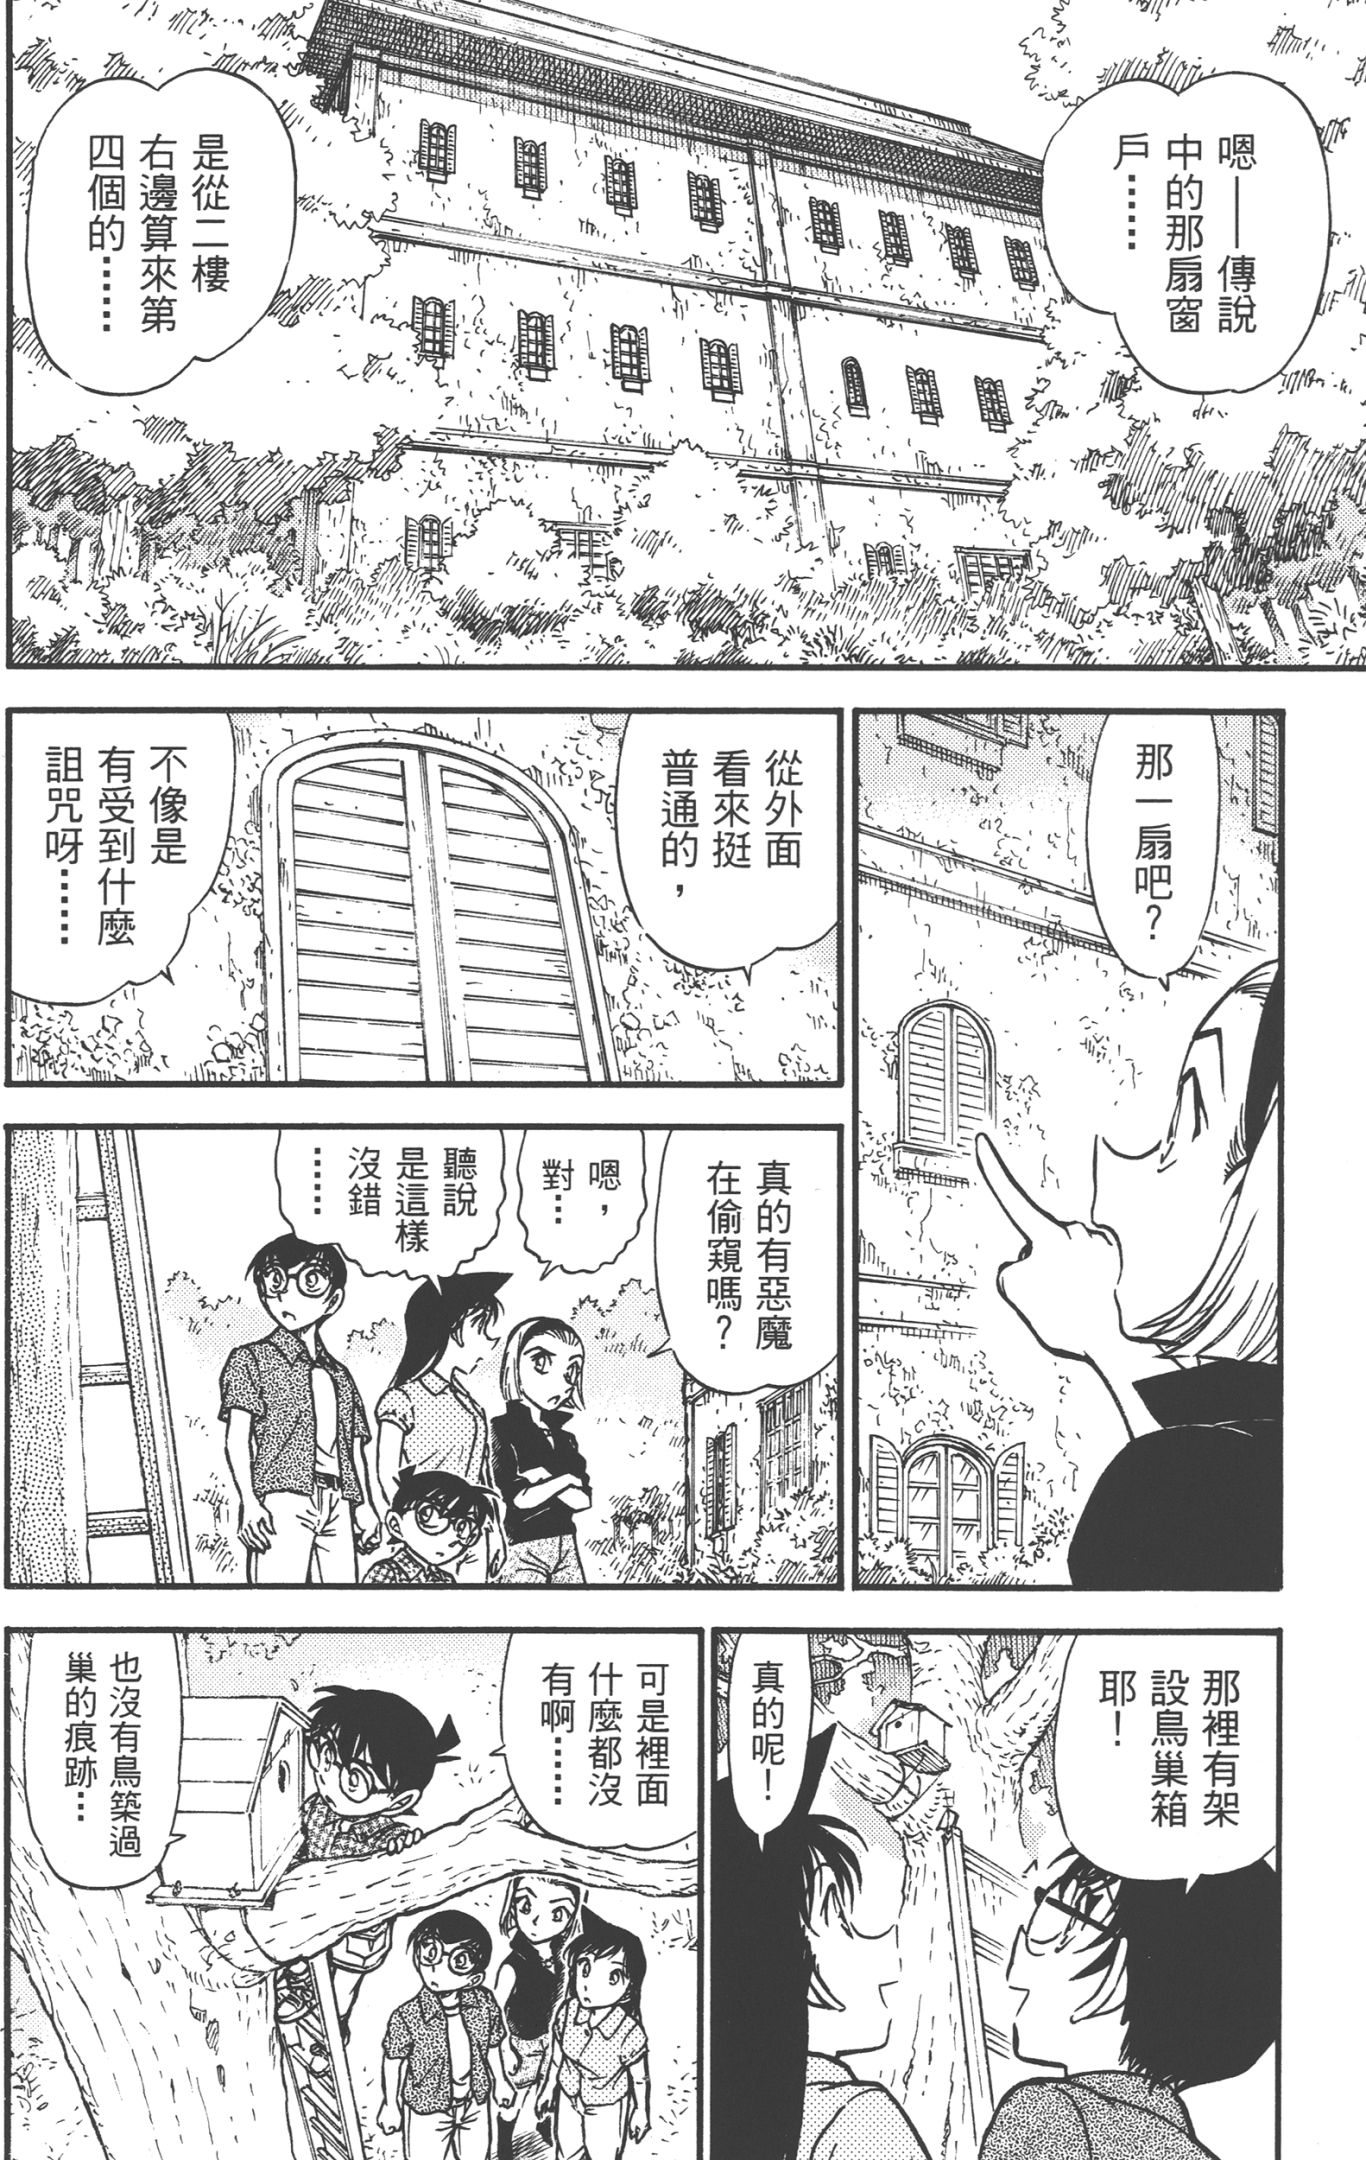 嗯——傳說
中的那扇窗
戶……
是從二樓
右邊算來第
四個的……
那一扇吧？
從外面
看來挺
普通的，
不像是
有受到什麼
詛咒呀……
真的有惡魔
在偷窺嗎？
嗯，
對…
聽說
是這樣
沒錯
……
那裡有架
設鳥巢箱
耶！
真的呢！
可是裡面
什麼都沒
有啊……
也沒有鳥築過
巢的痕跡…